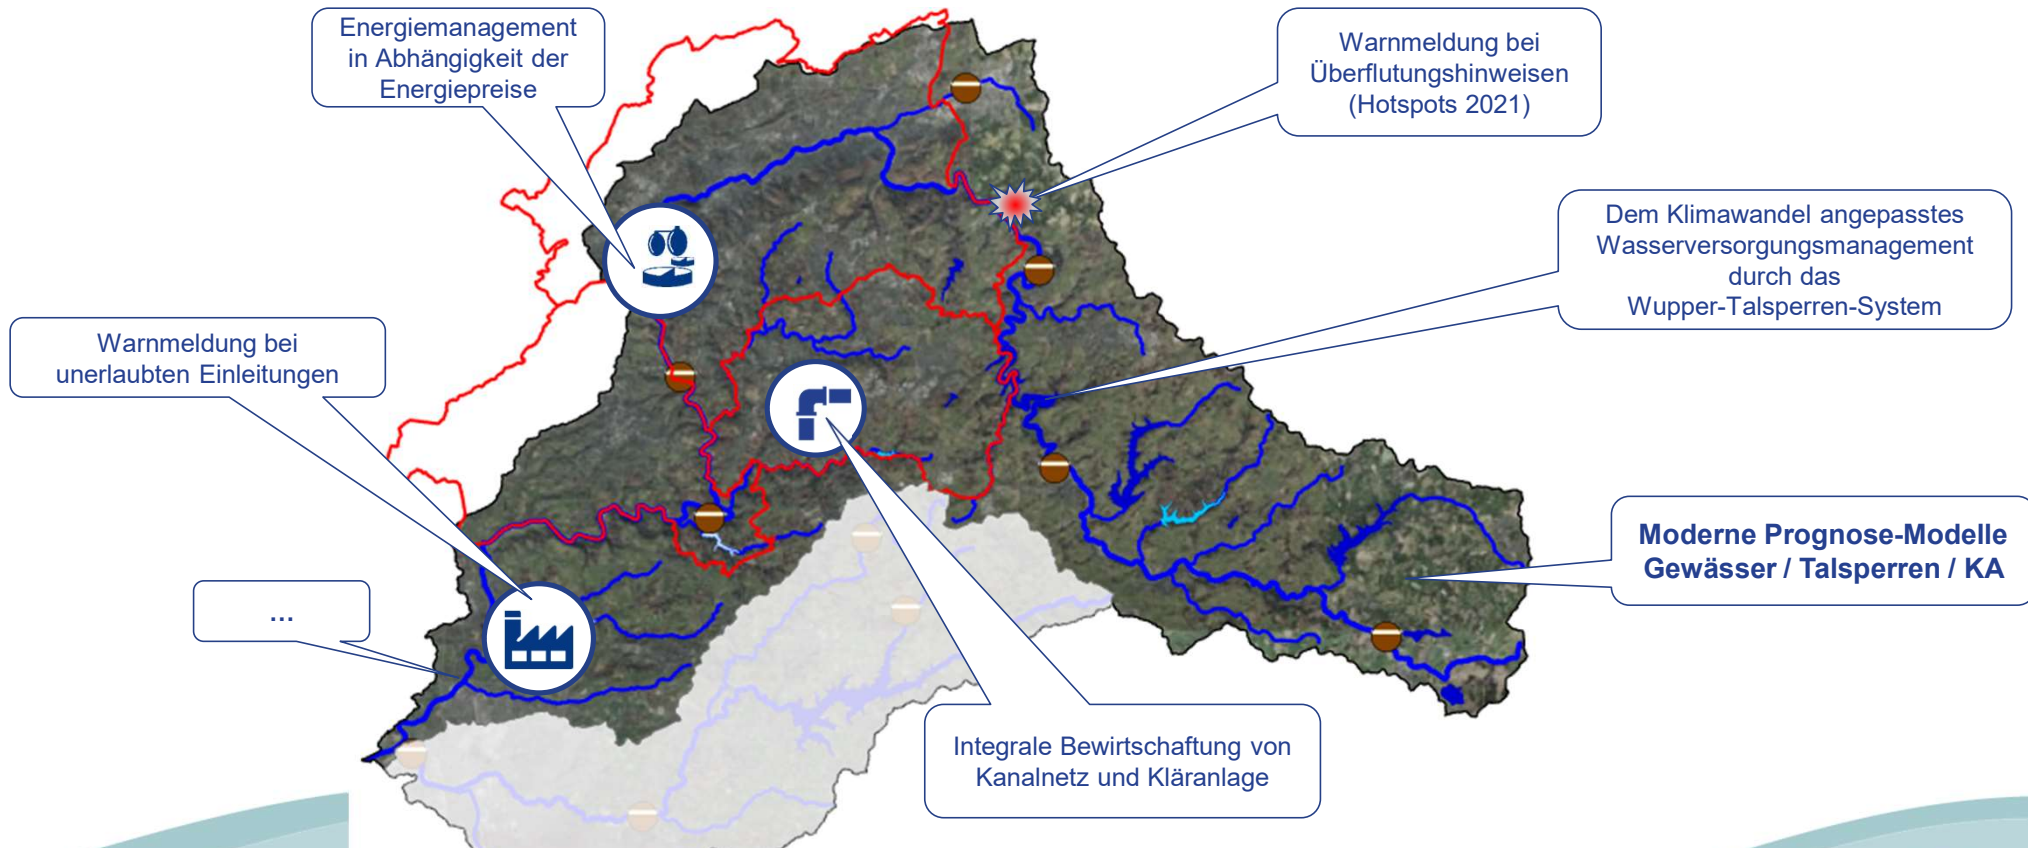 Energiemanagement
in Abhängigkeit der
Energiepreise
Warnmeldung bei
Überflutungshinweisen
(Hotspots 2021)
Dem Klimawandel angepasstes
Wasserversorgungsmanagement
durch das
Wupper-Talsperren-System
Warnmeldung bei
unerlaubten Einleitungen
Moderne Prognose-Modelle
Gewässer / Talsperren / KA
...
Integrale Bewirtschaftung von
Kanalnetz und Kläranlage